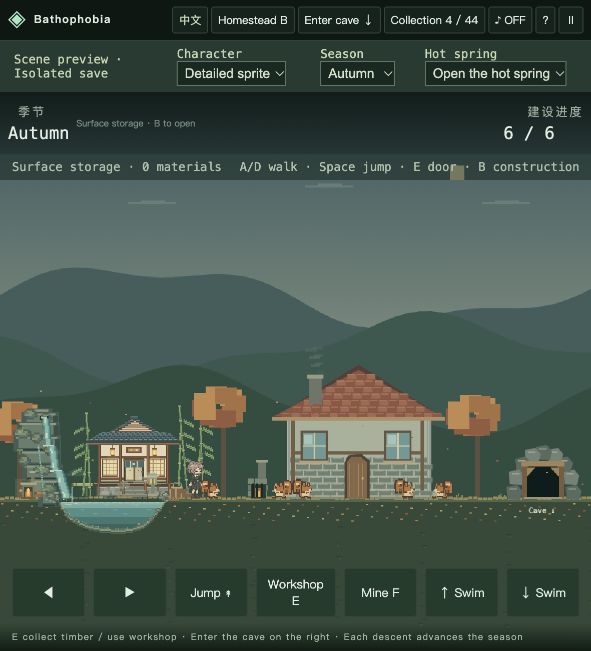 Bathophobia
中文
Homestead B
Enter cave ↓
Collection 4 / 44
♪ OFF
?
Scene preview ·
Isolated save
Character
Detailed sprite
Season
Autumn
Hot spring
Open the hot spring
季节
Autumn
Surface storage · B to open
建设进度
6 / 6
Surface storage · 0 materials
A/D walk · Space jump · E door · B construction
Cave ↓
◀
▶
Jump ↟
Workshop
E
Mine F
↑ Swim
↓ Swim
E collect timber / use workshop · Enter the cave on the right · Each descent advances the season